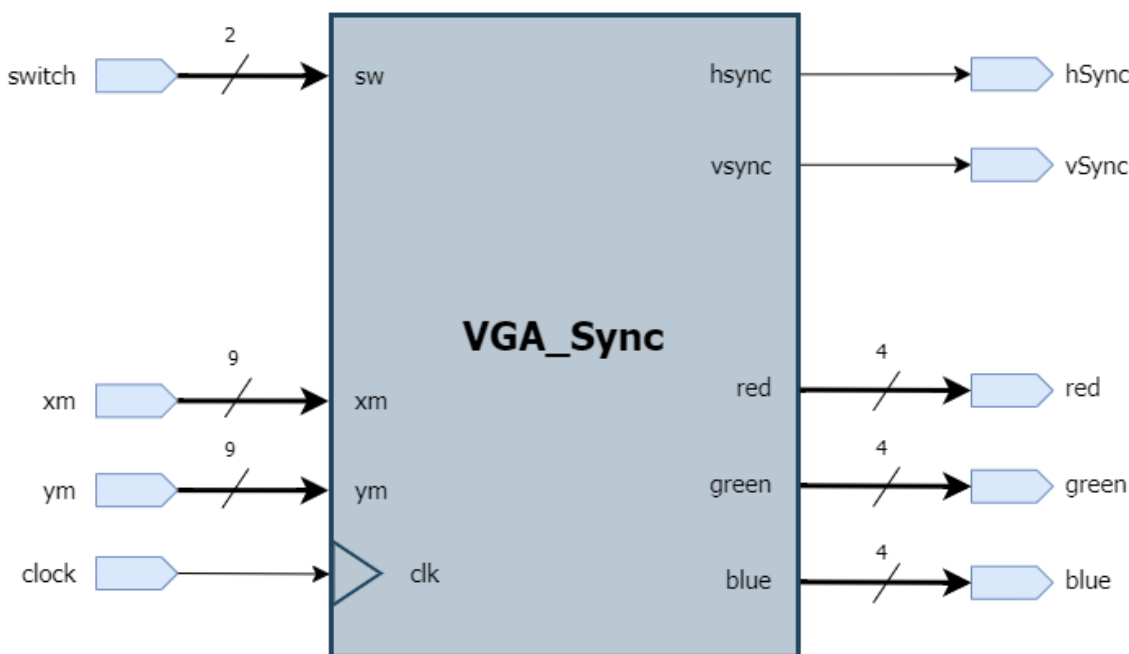 2
switch sw hsync hSync
vsync vSync
VGA_Sync
9 4
xm xm red red
9 4
ym ym green green
4
clock clk blue blue